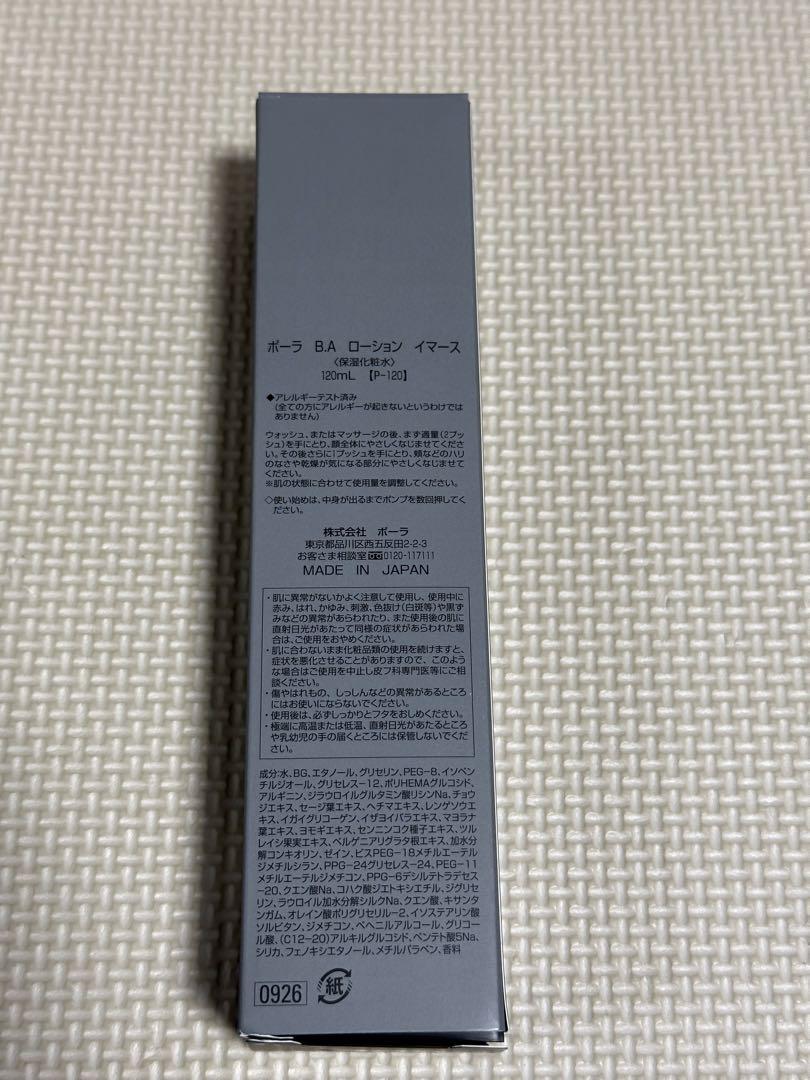 ポーラ B.A ローション イマース
〈保湿化粧水〉
120mL 【P-120】
◆アレルギーテスト済み
(全ての方にアレルギーが起きないというわけでは
ありません)
ウォッシュ、またはマッサージの後、まず適量(2プッ
シュ)を手にとり、顔全体にやさしくなじませてくださ
い。その後さらに1プッシュを手にとり、頬などのハリ
のなさや乾燥が気になる部分にやさしくなじませて
ください。
※肌の状態に合わせて使用量を調整してください。
◇使い始めは、中身が出るまでポンプを数回押してく
ださい。
株式会社 ポーラ
東京都品川区西五反田2-2-3
お客さま相談室 0120-117111
MADE IN JAPAN
・肌に異常がないかよく注意して使用し、使用中に
赤み、はれ、かゆみ、刺激、色抜け(白斑等)や黒ず
みなどの異常があらわれたり、また使用後の肌に
直射日光があたって同様の症状があらわれた場
合は、ご使用をおやめください。
・肌に合わないまま化粧品類の使用を続けますと、
症状を悪化させることがありますので、このよう
な場合はご使用を中止し皮フ科専門医等にご相
談ください。
・傷やはれもの、しっしんなどの異常があるところ
にはお使いにならないでください。
・使用後は、必ずしっかりとフタをおしめください。
・極端に高温または低温、直射日光があたるところ
や乳幼児の手の届くところには保管しないでくだ
さい。
成分:水、BG、エタノール、グリセリン、PEG-8、イソペン
チルジオール、グリセレス-12、ポリHEMAグルコシド、
アルギニン、ジラウロイルグルタミン酸リシンNa、チョウ
ジエキス、セージ葉エキス、ヘチマエキス、レンゲソウエ
キス、イガイグリコーゲン、イザヨイバラエキス、マヨラナ
葉エキス、ヨモギエキス、センニンコク種子エキス、ツル
レイシ果実エキス、ベルゲニアリグラタ根エキス、加水分
解コンキオリン、ゼイン、ビスPEG-18メチルエーテル
ジメチルシラン、PPG-24グリセレス-24、PEG-11
メチルエーテルジメチコン、PPG-6デシルテトラデセス
-20、クエン酸Na、コハク酸ジエトキシエチル、ジグリセ
リン、ラウロイル加水分解シルクNa、クエン酸、キサンタ
ンガム、オレイン酸ポリグリセリル-2、イソステアリン酸
ソルビタン、ジメチコン、ベヘニルアルコール、グリコー
ル酸、(C12-20)アルキルグルコシド、ペンテト酸5Na、
シリカ、フェノキシエタノール、メチルパラベン、香料
0926
紙